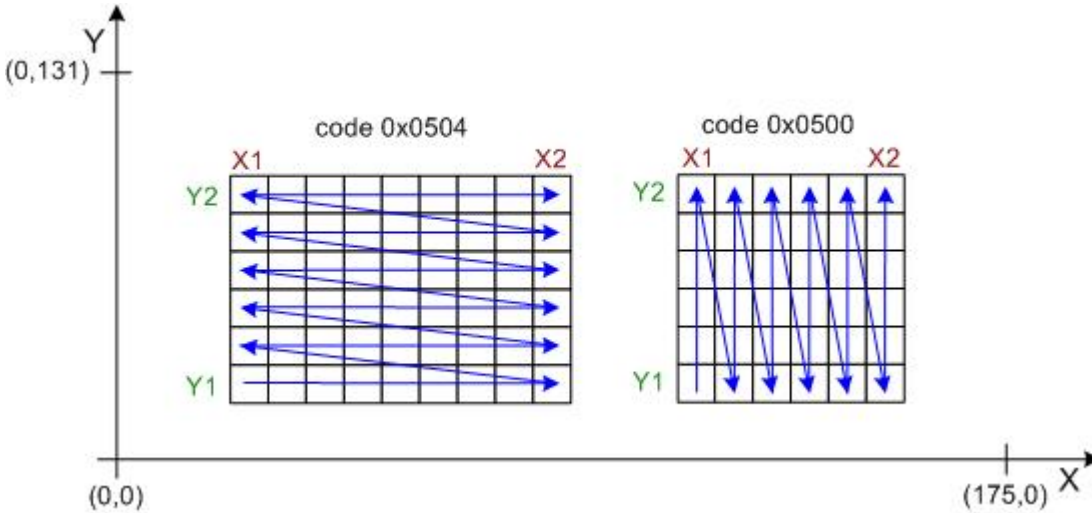 Y
(0,131)
code 0x0504
code 0x0500
X1 X2
X1 X2
Y2
Y2
Y1
Y1
(0,0)
(175,0)
X